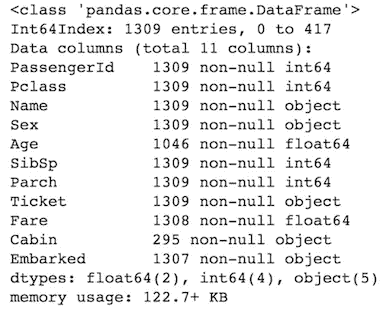 <class 'pandas.core.frame.DataFrame'>
Int64Index: 1309 entries, 0 to 417
Data columns (total 11 columns):
PassengerId    1309 non-null int64
Pclass         1309 non-null int64
Name           1309 non-null object
Sex            1309 non-null object
Age            1046 non-null float64
SibSp          1309 non-null int64
Parch          1309 non-null int64
Ticket         1309 non-null object
Fare           1308 non-null float64
Cabin          295 non-null object
Embarked       1307 non-null object
dtypes: float64(2), int64(4), object(5)
memory usage: 122.7+ KB